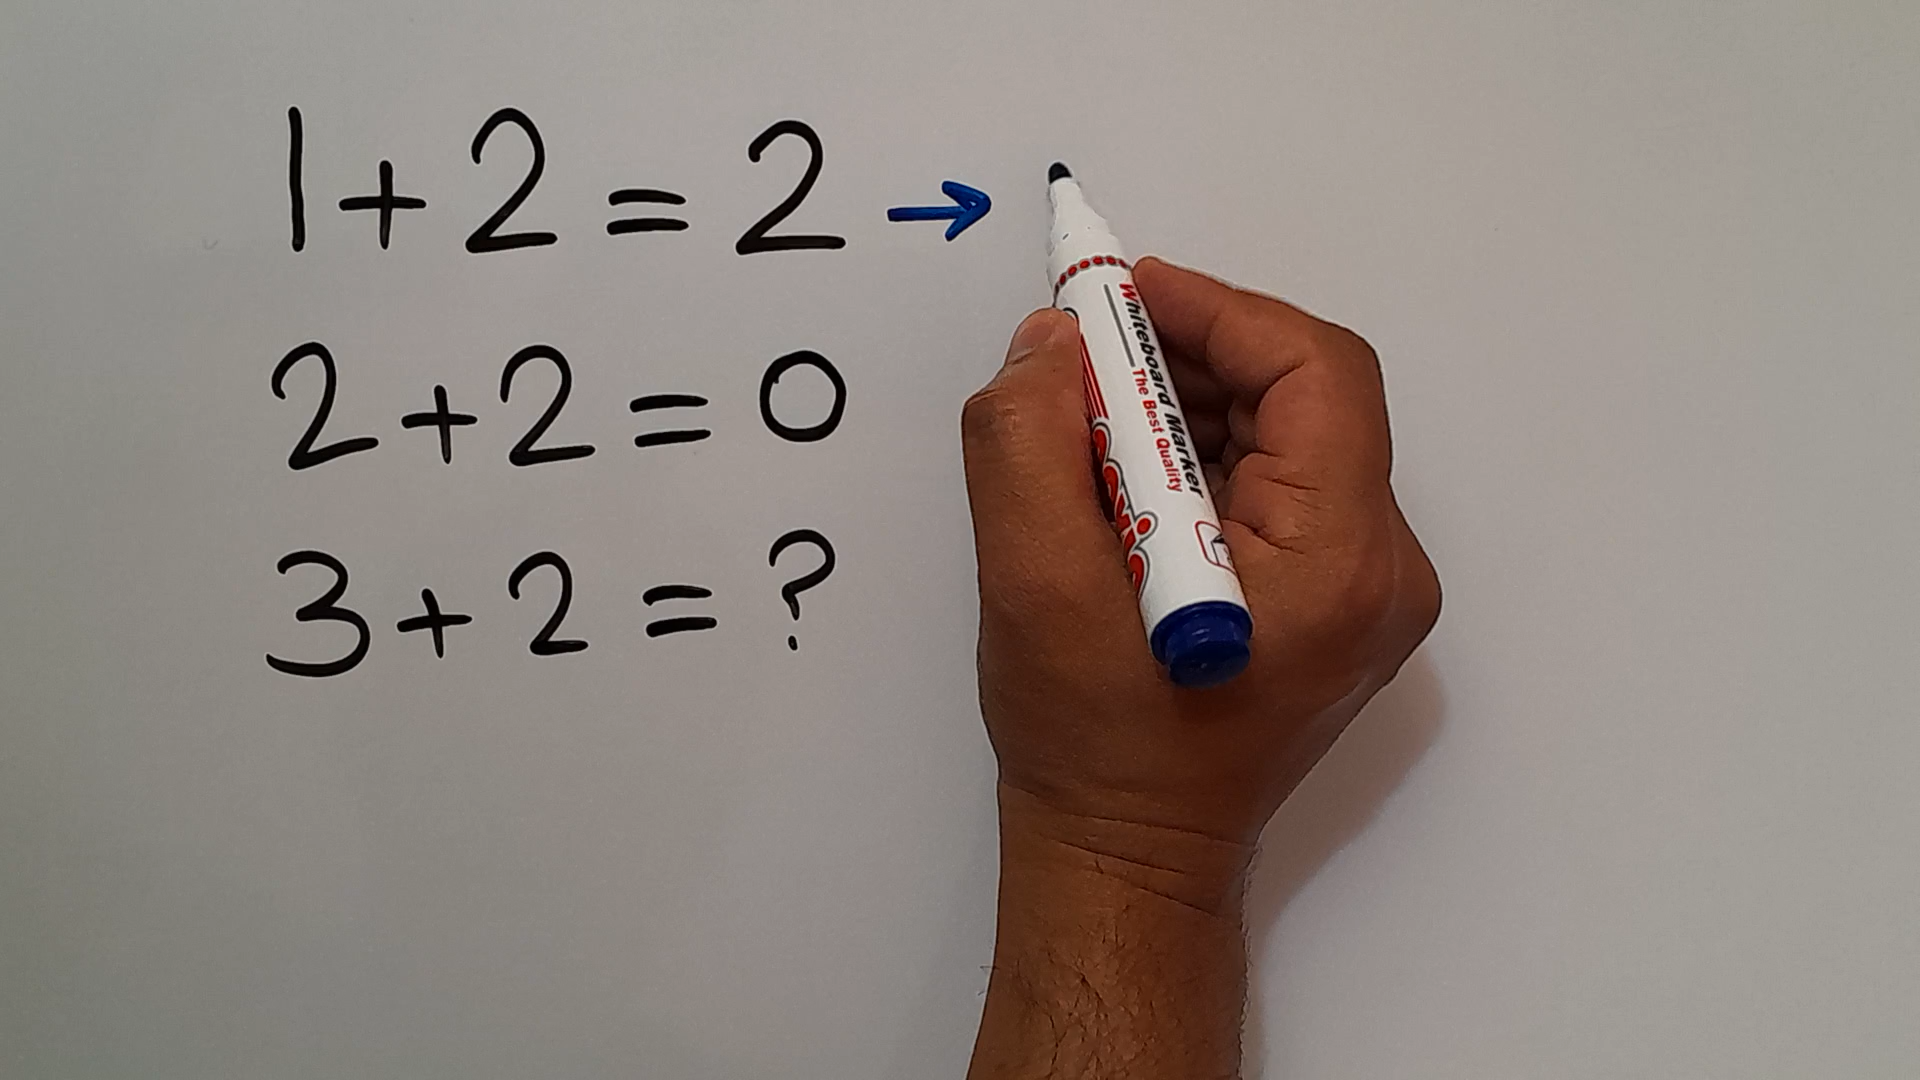 1+2=2→
2+2=0
3+2=?
Whiteboard Marker
The Best Quality